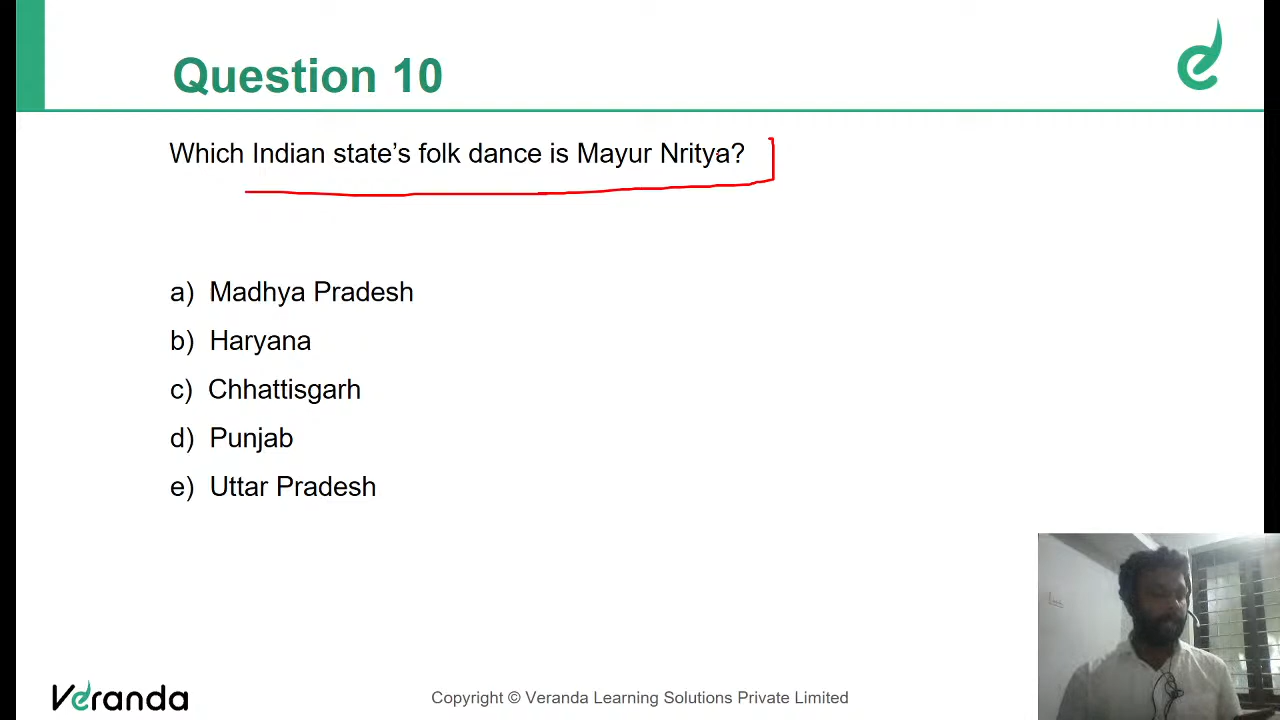 Question 10
Which Indian state’s folk dance is Mayur Nritya?
a) Madhya Pradesh
b) Haryana
c) Chhattisgarh
d) Punjab
e) Uttar Pradesh
Veranda
Copyright © Veranda Learning Solutions Private Limited